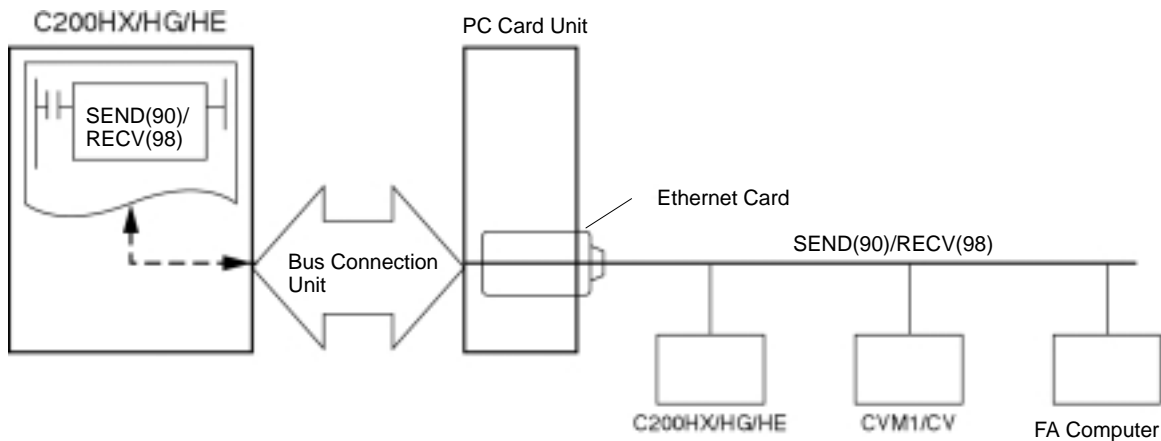 C200HX/HG/HE
PC Card Unit
SEND(90)/
RECV(98)
Ethernet Card
SEND(90)/RECV(98)
Bus Connection
Unit
C200HX/HG/HE
CVM1/CV
FA Computer